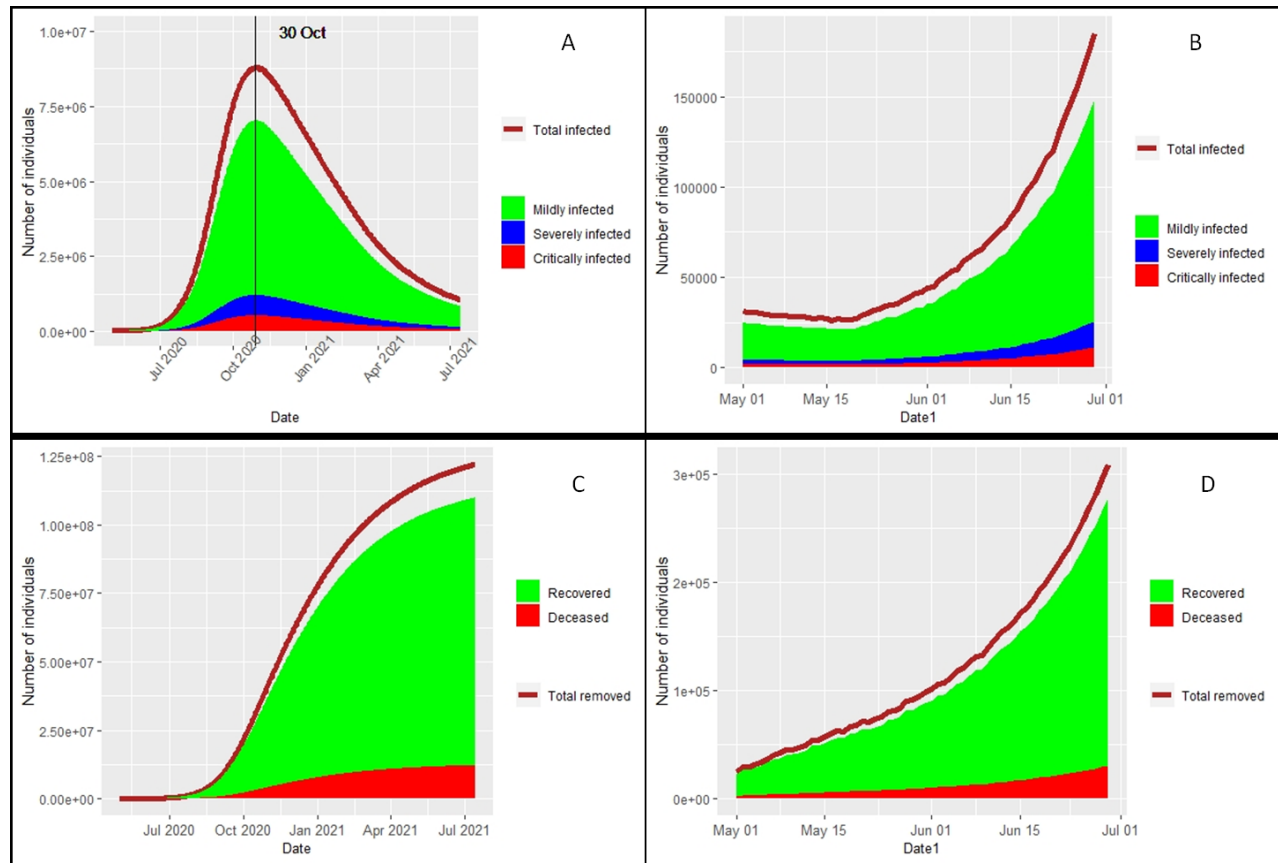 30 Oct
A
1.0e+07
7.5e+06
5.0e+06
2.5e+06
0.0e+00
Number of individuals
Jul 2020
Oct 2020
Jan 2021
Apr 2021
Jul 2021
Date
Total infected
Mildly infected
Severely infected
Critically infected
B
150000
100000
50000
0
Number of individuals
May 01
May 15
Jun 01
Jun 15
Jul 01
Date1
Total infected
Mildly infected
Severely infected
Critically infected
C
1.25e+08
1.00e+08
7.50e+07
5.00e+07
2.50e+07
0.00e+00
Number of individuals
Jul 2020
Oct 2020
Jan 2021
Apr 2021
Jul 2021
Date
Recovered
Deceased
Total removed
D
3e+05
2e+05
1e+05
0e+00
Number of individuals
May 01
May 15
Jun 01
Jun 15
Jul 01
Date1
Recovered
Deceased
Total removed